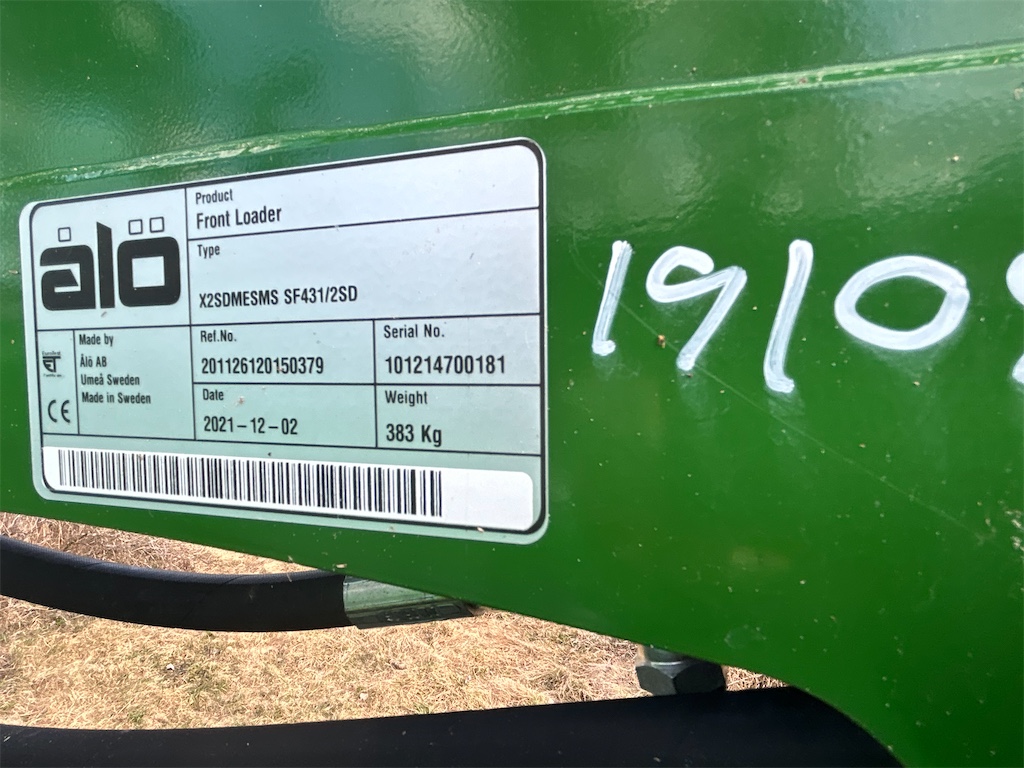 älö
Product
Front Loader
Type
X2SDMESMS SF431/2SD
Made by
Ålö AB
Umeå Sweden
Made in Sweden
CE
Ref.No.
201126120150379
Serial No.
101214700181
Date
2021-12-02
Weight
383 Kg
1910